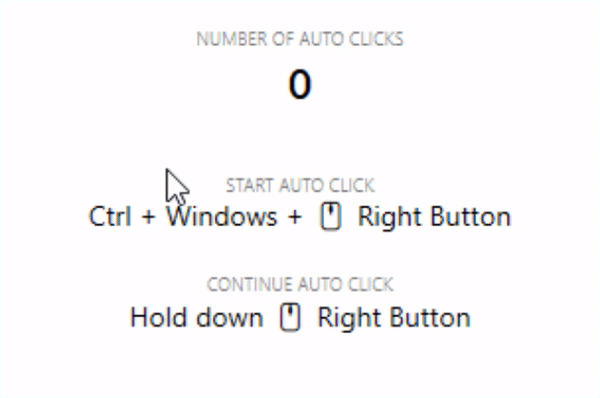 NUMBER OF AUTO CLICKS
0
START AUTO CLICK
Ctrl + Windows + Right Button
CONTINUE AUTO CLICK
Hold down Right Button